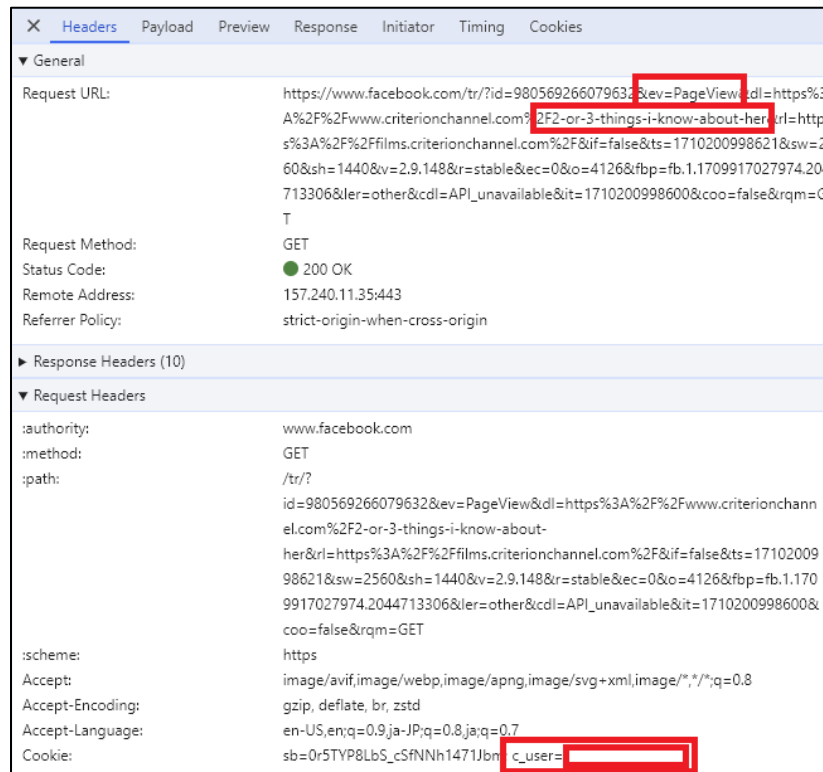 × Headers Payload Preview Response Initiator Timing Cookies
▼ General
Request URL: https://www.facebook.com/tr/?id=980569266079632&ev=PageView&dl=https%3
A%2F%2Fwww.criterionchannel.com%2F2-or-3-things-i-know-about-her&rl=http
s%3A%2F%2Ffilms.criterionchannel.com%2F&if=false&ts=1710200998621&sw=2
60&sh=1440&v=2.9.148&r=stable&ec=0&o=4126&fbp=fb.1.1709917027974.204
713306&ler=other&cdl=API_unavailable&it=1710200998600&coo=false&rqm=G
T
Request Method: GET
Status Code: 200 OK
Remote Address: 157.240.11.35:443
Referrer Policy: strict-origin-when-cross-origin
► Response Headers (10)
▼ Request Headers
:authority: www.facebook.com
:method: GET
:path: /tr/?
id=980569266079632&ev=PageView&dl=https%3A%2F%2Fwww.criterionchann
el.com%2F2-or-3-things-i-know-about-
her&rl=https%3A%2F%2Ffilms.criterionchannel.com%2F&if=false&ts=17102009
98621&sw=2560&sh=1440&v=2.9.148&r=stable&ec=0&o=4126&fbp=fb.1.170
9917027974.2044713306&ler=other&cdl=API_unavailable&it=1710200998600&
coo=false&rqm=GET
:scheme: https
Accept: image/avif,image/webp,image/apng,image/svg+xml,image/*,*/*;q=0.8
Accept-Encoding: gzip, deflate, br, zstd
Accept-Language: en-US,en;q=0.9,ja-JP;q=0.8,ja;q=0.7
Cookie: sb=0r5TYP8LbS_cSfNNh1471Jbm c_user=